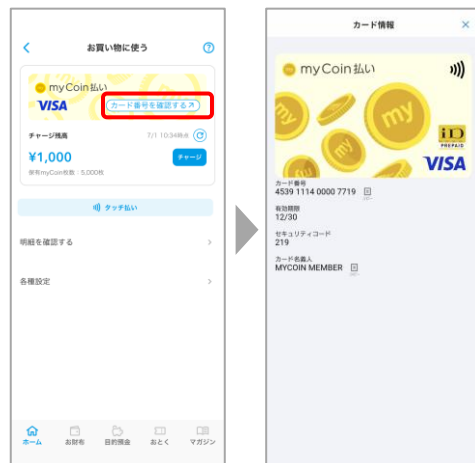 お買い物に使う
my Coin払い
VISA
カード番号を確認する
チャージ残高
7/1 10:34時点
¥1,000
チャージ
保有myCoin枚数：5,000枚
タッチ払い
明細を確認する
各種設定
ホーム
お財布
目的預金
おとく
マガジン
カード情報
my Coin払い
my
my
iD
PREPAID
VISA
カード番号
4539 1114 0000 7719
有効期限
12/30
セキュリティコード
219
カード名義人
MYCOIN MEMBER